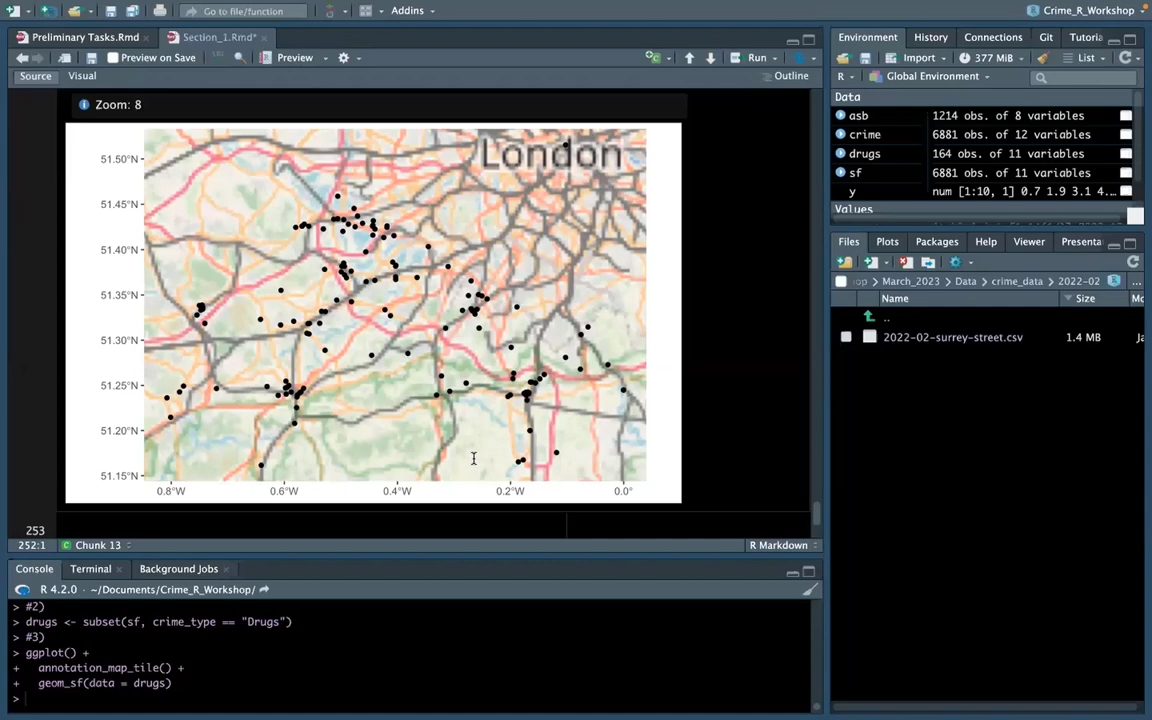 Go to file/function
Addins
Crime_R_Workshop
Preliminary Tasks.Rmd
Section_1.Rmd*
Preview on Save
Preview
Run
Source
Visual
Outline
Zoom: 8
London
51.50°N
51.45°N
51.40°N
51.35°N
51.30°N
51.25°N
51.20°N
51.15°N
0.8°W
0.6°W
0.4°W
0.2°W
0.0°
253
252:1
Chunk 13
R Markdown
Console
Terminal
Background Jobs
R 4.2.0 · ~/Documents/Crime_R_Workshop/
> #2)
> drugs <- subset(sf, crime_type == "Drugs")
> #3)
> ggplot() +
+ annotation_map_tile() +
+ geom_sf(data = drugs)
>
Environment
History
Connections
Git
Tutoria
Import
377 MiB
List
R
Global Environment
Data
asb 1214 obs. of 8 variables
crime 6881 obs. of 12 variables
drugs 164 obs. of 11 variables
sf 6881 obs. of 11 variables
y num [1:10, 1] 0.7 1.9 3.1 4....
Values
Files
Plots
Packages
Help
Viewer
Presenta
op > March_2023 > Data > crime_data > 2022-02
...
Name
Size
Mo
..
2022-02-surrey-street.csv
1.4 MB
Ja